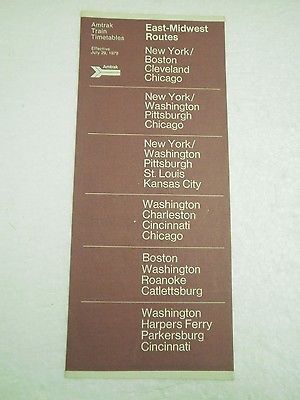 Amtrak
Train
Timetables
Effective
July 29, 1979
Amtrak
East-Midwest
Routes
New York/
Boston
Cleveland
Chicago
New York/
Washington
Pittsburgh
Chicago
New York/
Washington
Pittsburgh
St. Louis
Kansas City
Washington
Charleston
Cincinnati
Chicago
Boston
Washington
Roanoke
Catlettsburg
Washington
Harpers Ferry
Parkersburg
Cincinnati